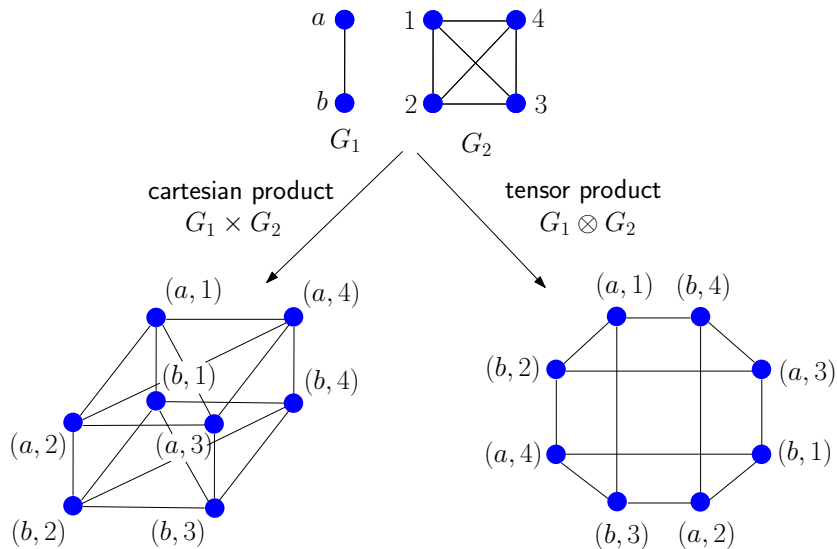 a 1 4
b 2 3
G₁ G₂
cartesian product
G₁ × G₂
tensor product
G₁ ⊗ G₂
(a, 1)
(a, 4)
(b, 1)
(b, 4)
(a, 2)
(a, 3)
(b, 2)
(b, 3)
(a, 1)
(b, 4)
(b, 2)
(a, 3)
(a, 4)
(b, 1)
(b, 3)
(a, 2)